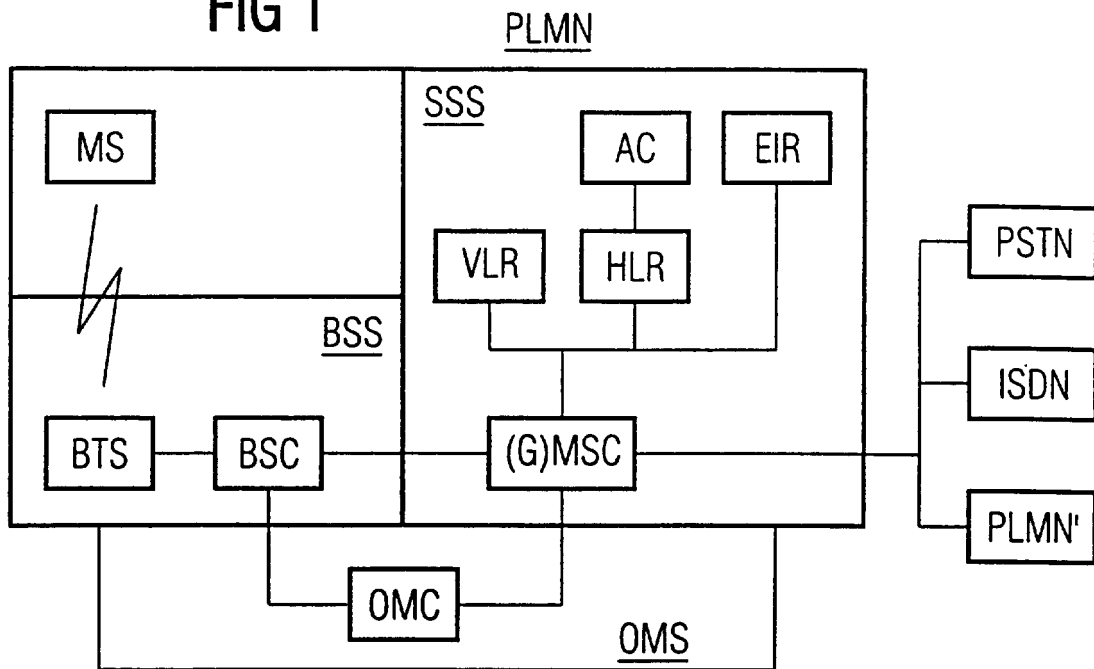 FIG 1
PLMN
SSS
MS
AC
EIR
VLR
HLR
PSTN
BSS
ISDN
BTS
BSC
(G)MSC
PLMN'
OMC
OMS